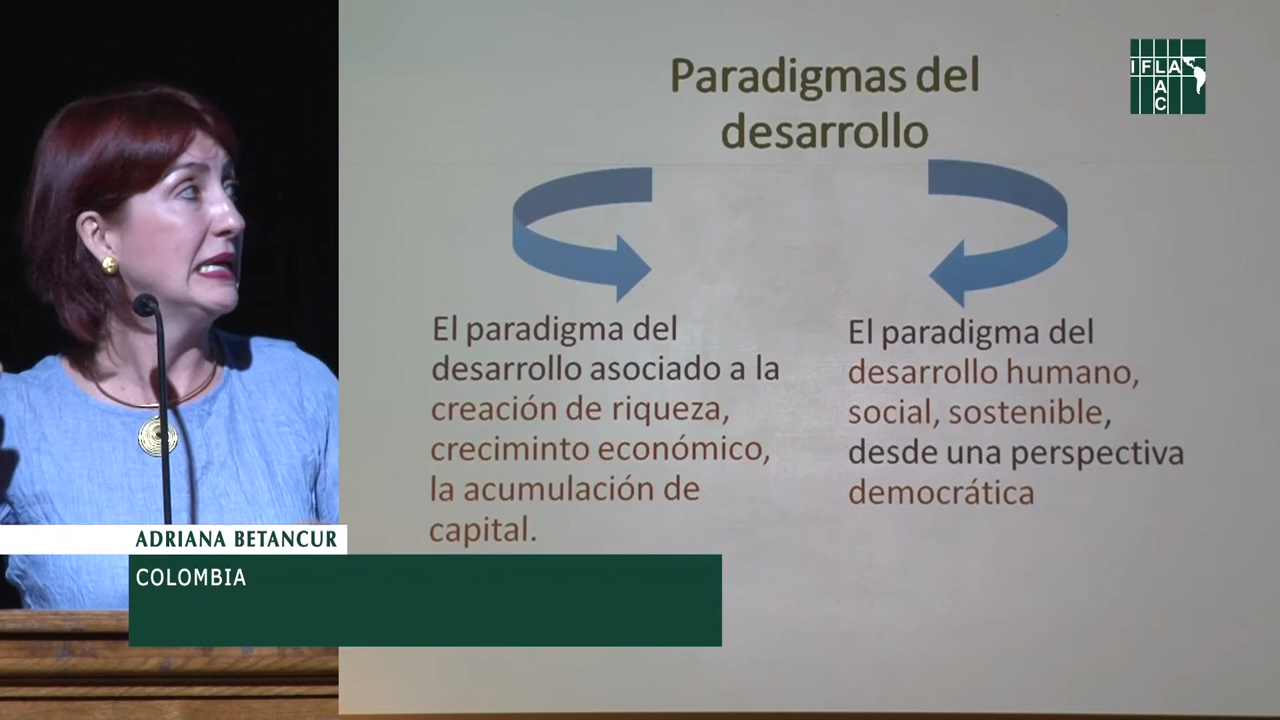 Paradigmas del
desarrollo
IFLA
LAC
El paradigma del
desarrollo asociado a la
creación de riqueza,
creciminto económico,
la acumulación de
capital.
El paradigma del
desarrollo humano,
social, sostenible,
desde una perspectiva
democrática
ADRIANA BETANCUR
COLOMBIA